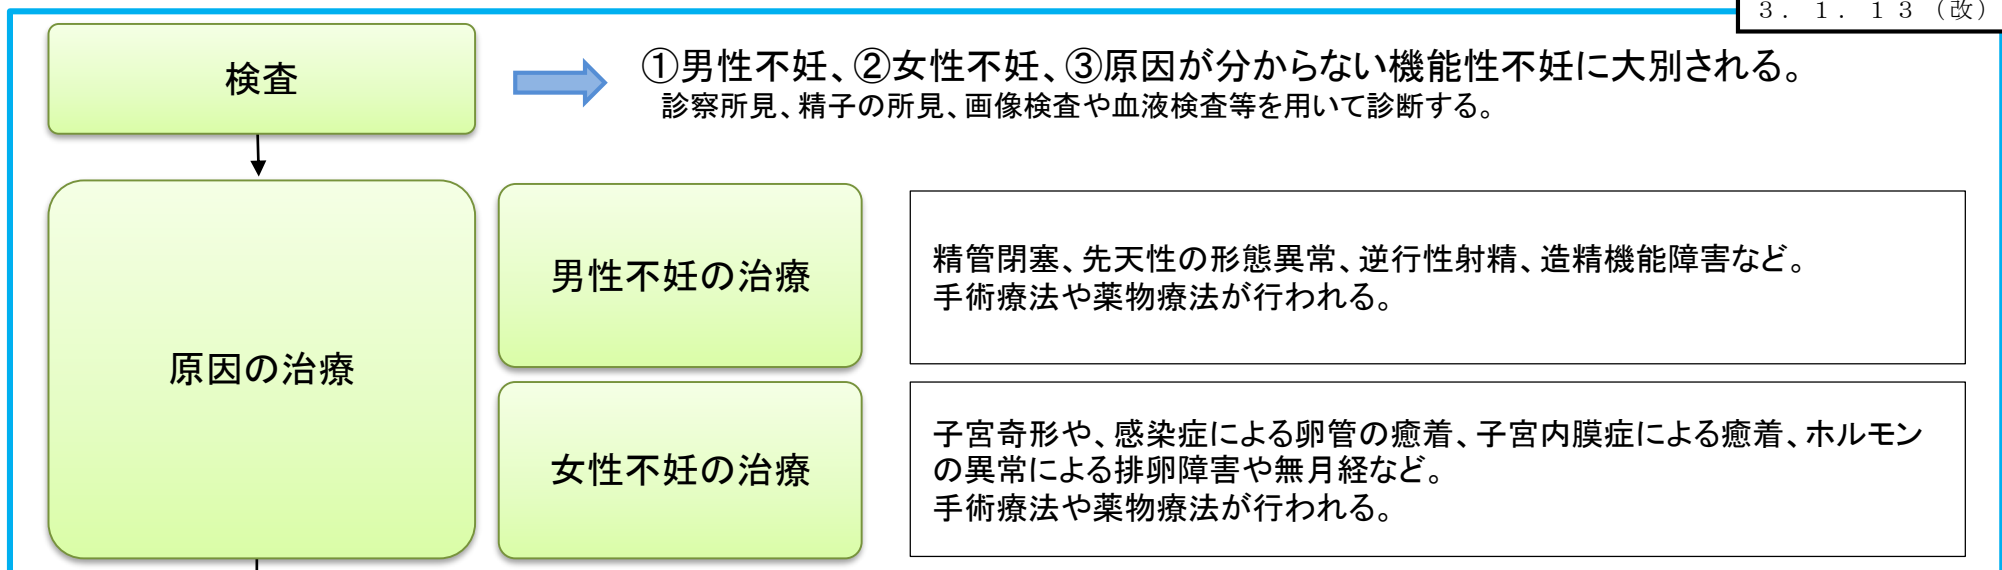 3．1．13（改）
検査
①男性不妊、②女性不妊、③原因が分からない機能性不妊に大別される。
診察所見、精子の所見、画像検査や血液検査等を用いて診断する。
原因の治療
男性不妊の治療
精管閉塞、先天性の形態異常、逆行性射精、造精機能障害など。
手術療法や薬物療法が行われる。
女性不妊の治療
子宮奇形や、感染症による卵管の癒着、子宮内膜症による癒着、ホルモン
の異常による排卵障害や無月経など。
手術療法や薬物療法が行われる。